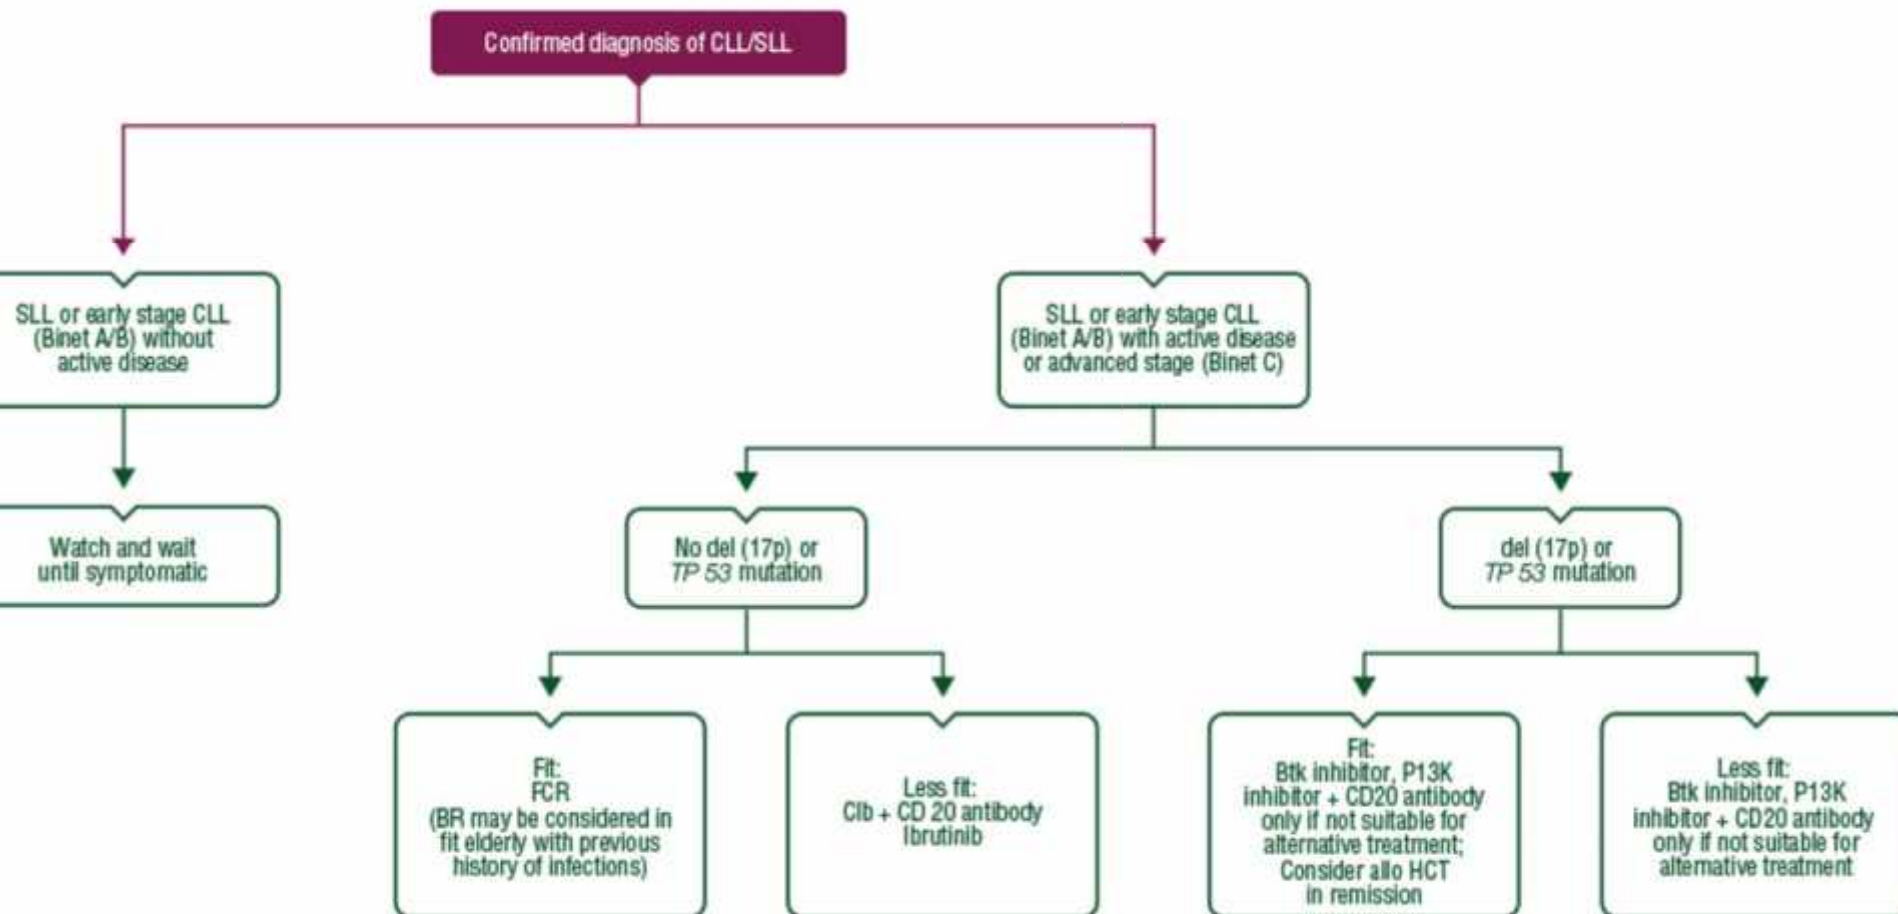 Confirmed diagnosis of CLL/SLL
SLL or early stage CLL
(Binet A/B) without
active disease
SLL or early stage CLL
(Binet A/B) with active disease
or advanced stage (Binet C)
Watch and wait
until symptomatic
No del (17p) or
TP 53 mutation
del (17p) or
TP 53 mutation
Fit:
FCR
(BR may be considered in
fit elderly with previous
history of infections)
Less fit:
Clb + CD 20 antibody
Ibrutinib
Fit:
Btk inhibitor, P13K
inhibitor + CD20 antibody
only if not suitable for
alternative treatment;
Consider allo HCT
in remission
Less fit:
Btk inhibitor, P13K
inhibitor + CD20 antibody
only if not suitable for
alternative treatment